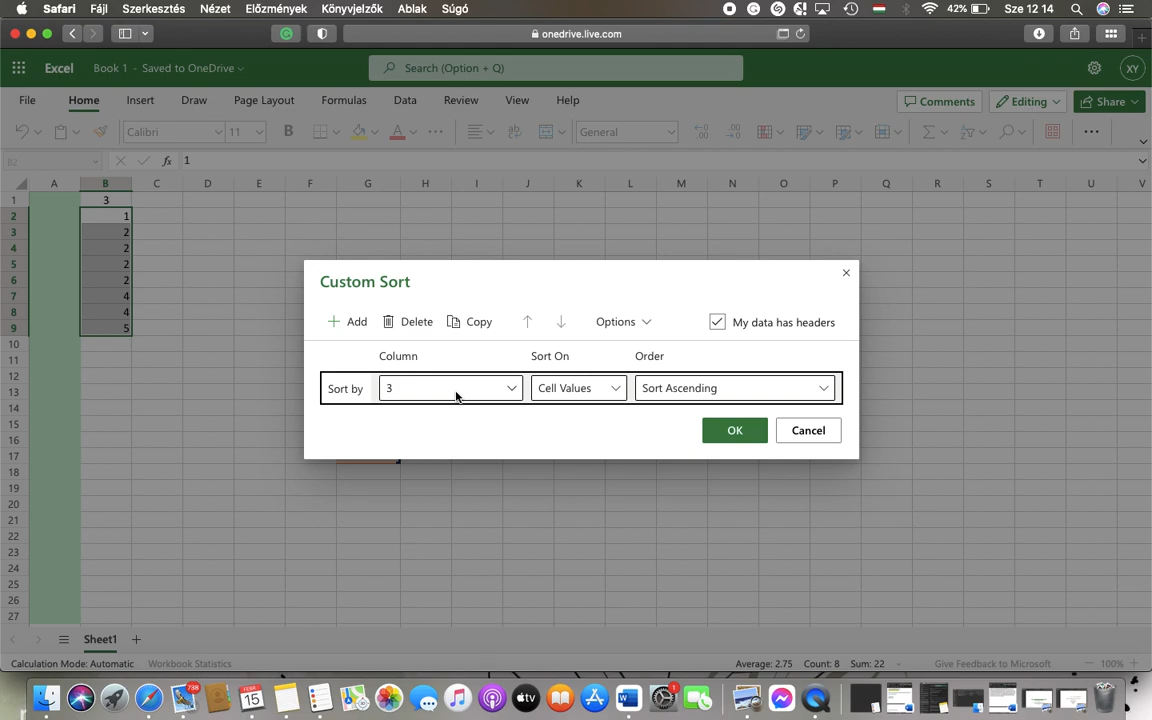 Safari Fájl Szerkesztés Nézet Előzmények Könyvjelzők Ablak Súgó 42% Sze 12 14
onedrive.live.com
Excel Book 1 - Saved to OneDrive Search (Option + Q) XY
File Home Insert Draw Page Layout Formulas Data Review View Help Comments Editing Share
Calibri 11 B A General
B2 fx 1
A B C D E F G H I J K L M N O P Q R S T U V
1 3
2 1
3 2
4 2
5 2
6 2
7 4
8 4
9 5
10
11
12
13
14
15
16
17
18
19
20
21
22
23
24
25
26
27
Custom Sort
Add Delete Copy Options My data has headers
Column Sort On Order
Sort by 3 Cell Values Sort Ascending
OK Cancel
Sheet1
Calculation Mode: Automatic Workbook Statistics Average: 2.75 Count: 8 Sum: 22 Give Feedback to Microsoft 100%
738 15 tv 1